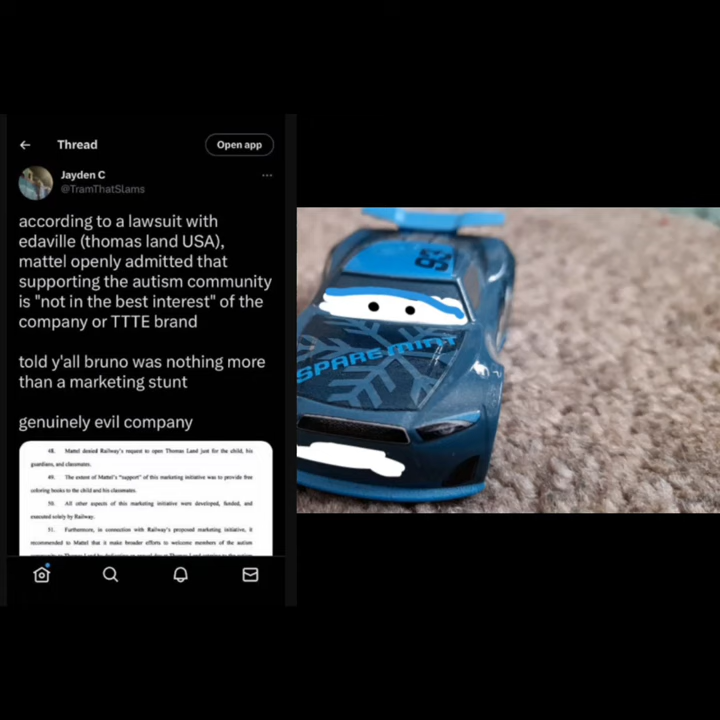 Thread
Open app
Jayden C
@TramThatSlams
according to a lawsuit with
edaville (thomas land USA),
mattel openly admitted that
supporting the autism community
is "not in the best interest" of the
company or TTTE brand
told y'all bruno was nothing more
than a marketing stunt
genuinely evil company
48. Mattel denied Railway's request to open Thomas Land just for the child, his
guardians, and classmates.
49. The extent of Mattel's "support" of this marketing initiative was to provide free
coloring books to the child and his classmates.
50. All other aspects of this marketing initiative were developed, funded, and
executed solely by Railway.
51. Furthermore, in connection with Railway's proposed marketing initiative, it
recommended to Mattel that it make broader efforts to welcome members of the autism
93
SPARE MINT